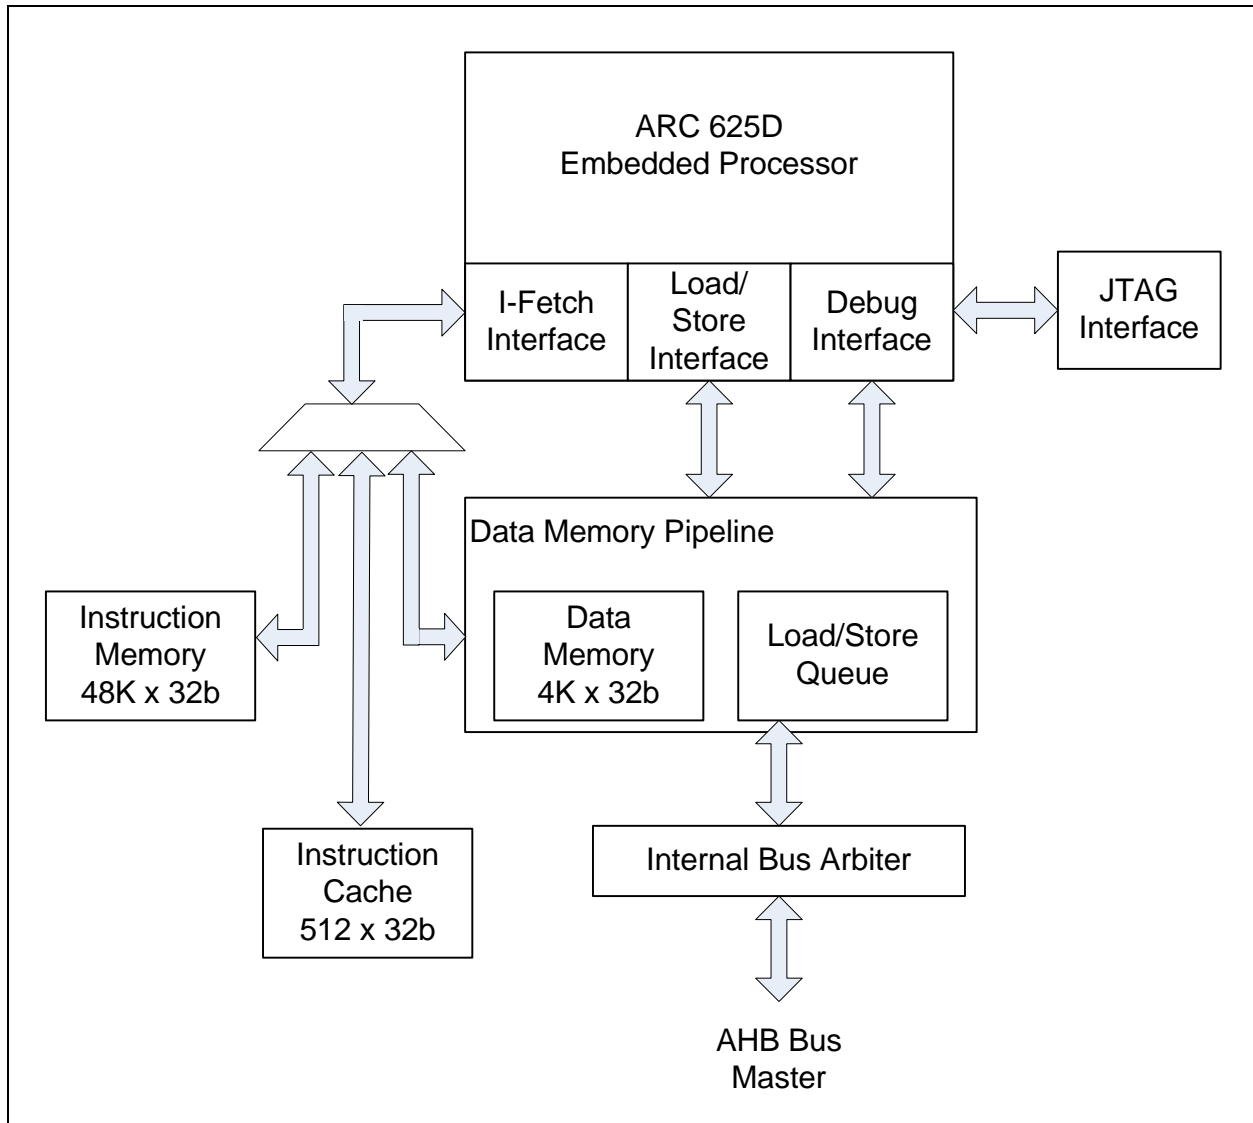 ARC 625D
Embedded Processor
I-Fetch
Interface
Load/
Store
Interface
Debug
Interface
JTAG
Interface
Data Memory Pipeline
Instruction
Memory
48K x 32b
Data
Memory
4K x 32b
Load/Store
Queue
Instruction
Cache
512 x 32b
Internal Bus Arbiter
AHB Bus
Master